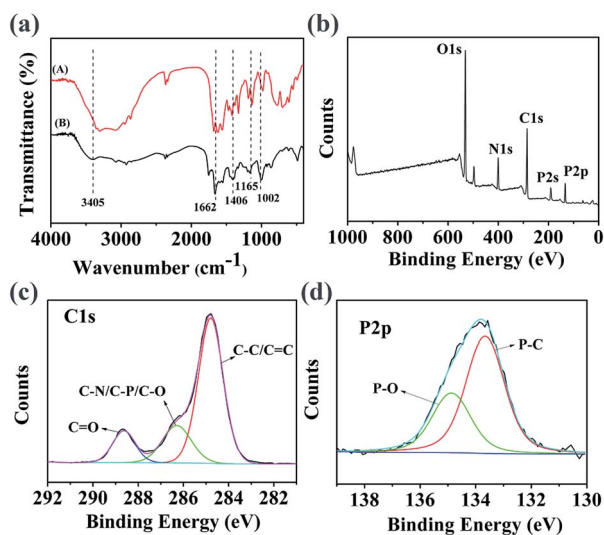 (a)
(A)
(B)
3405
1662
1406
1165
1002
4000
3000
2000
1000
Transmittance (%)
Wavenumber (cm-1)
(b)
O1s
N1s
C1s
P2s
P2p
1000
800
600
400
200
0
Counts
Binding Energy (eV)
(c)
C1s
C-C/C=C
C-N/C-P/C-O
C=O
292
290
288
286
284
282
Counts
Binding Energy (eV)
(d)
P2p
P-C
P-O
138
136
134
132
130
Counts
Binding Energy (eV)